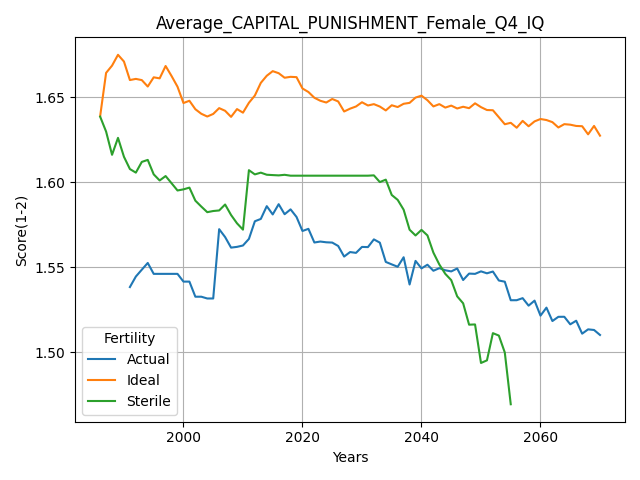 Average_CAPITAL_PUNISHMENT_Female_Q4_IQ
Score(1-2)
1.65
1.60
1.55
1.50
Fertility
Actual
Ideal
Sterile
2000 2020 2040 2060
Years